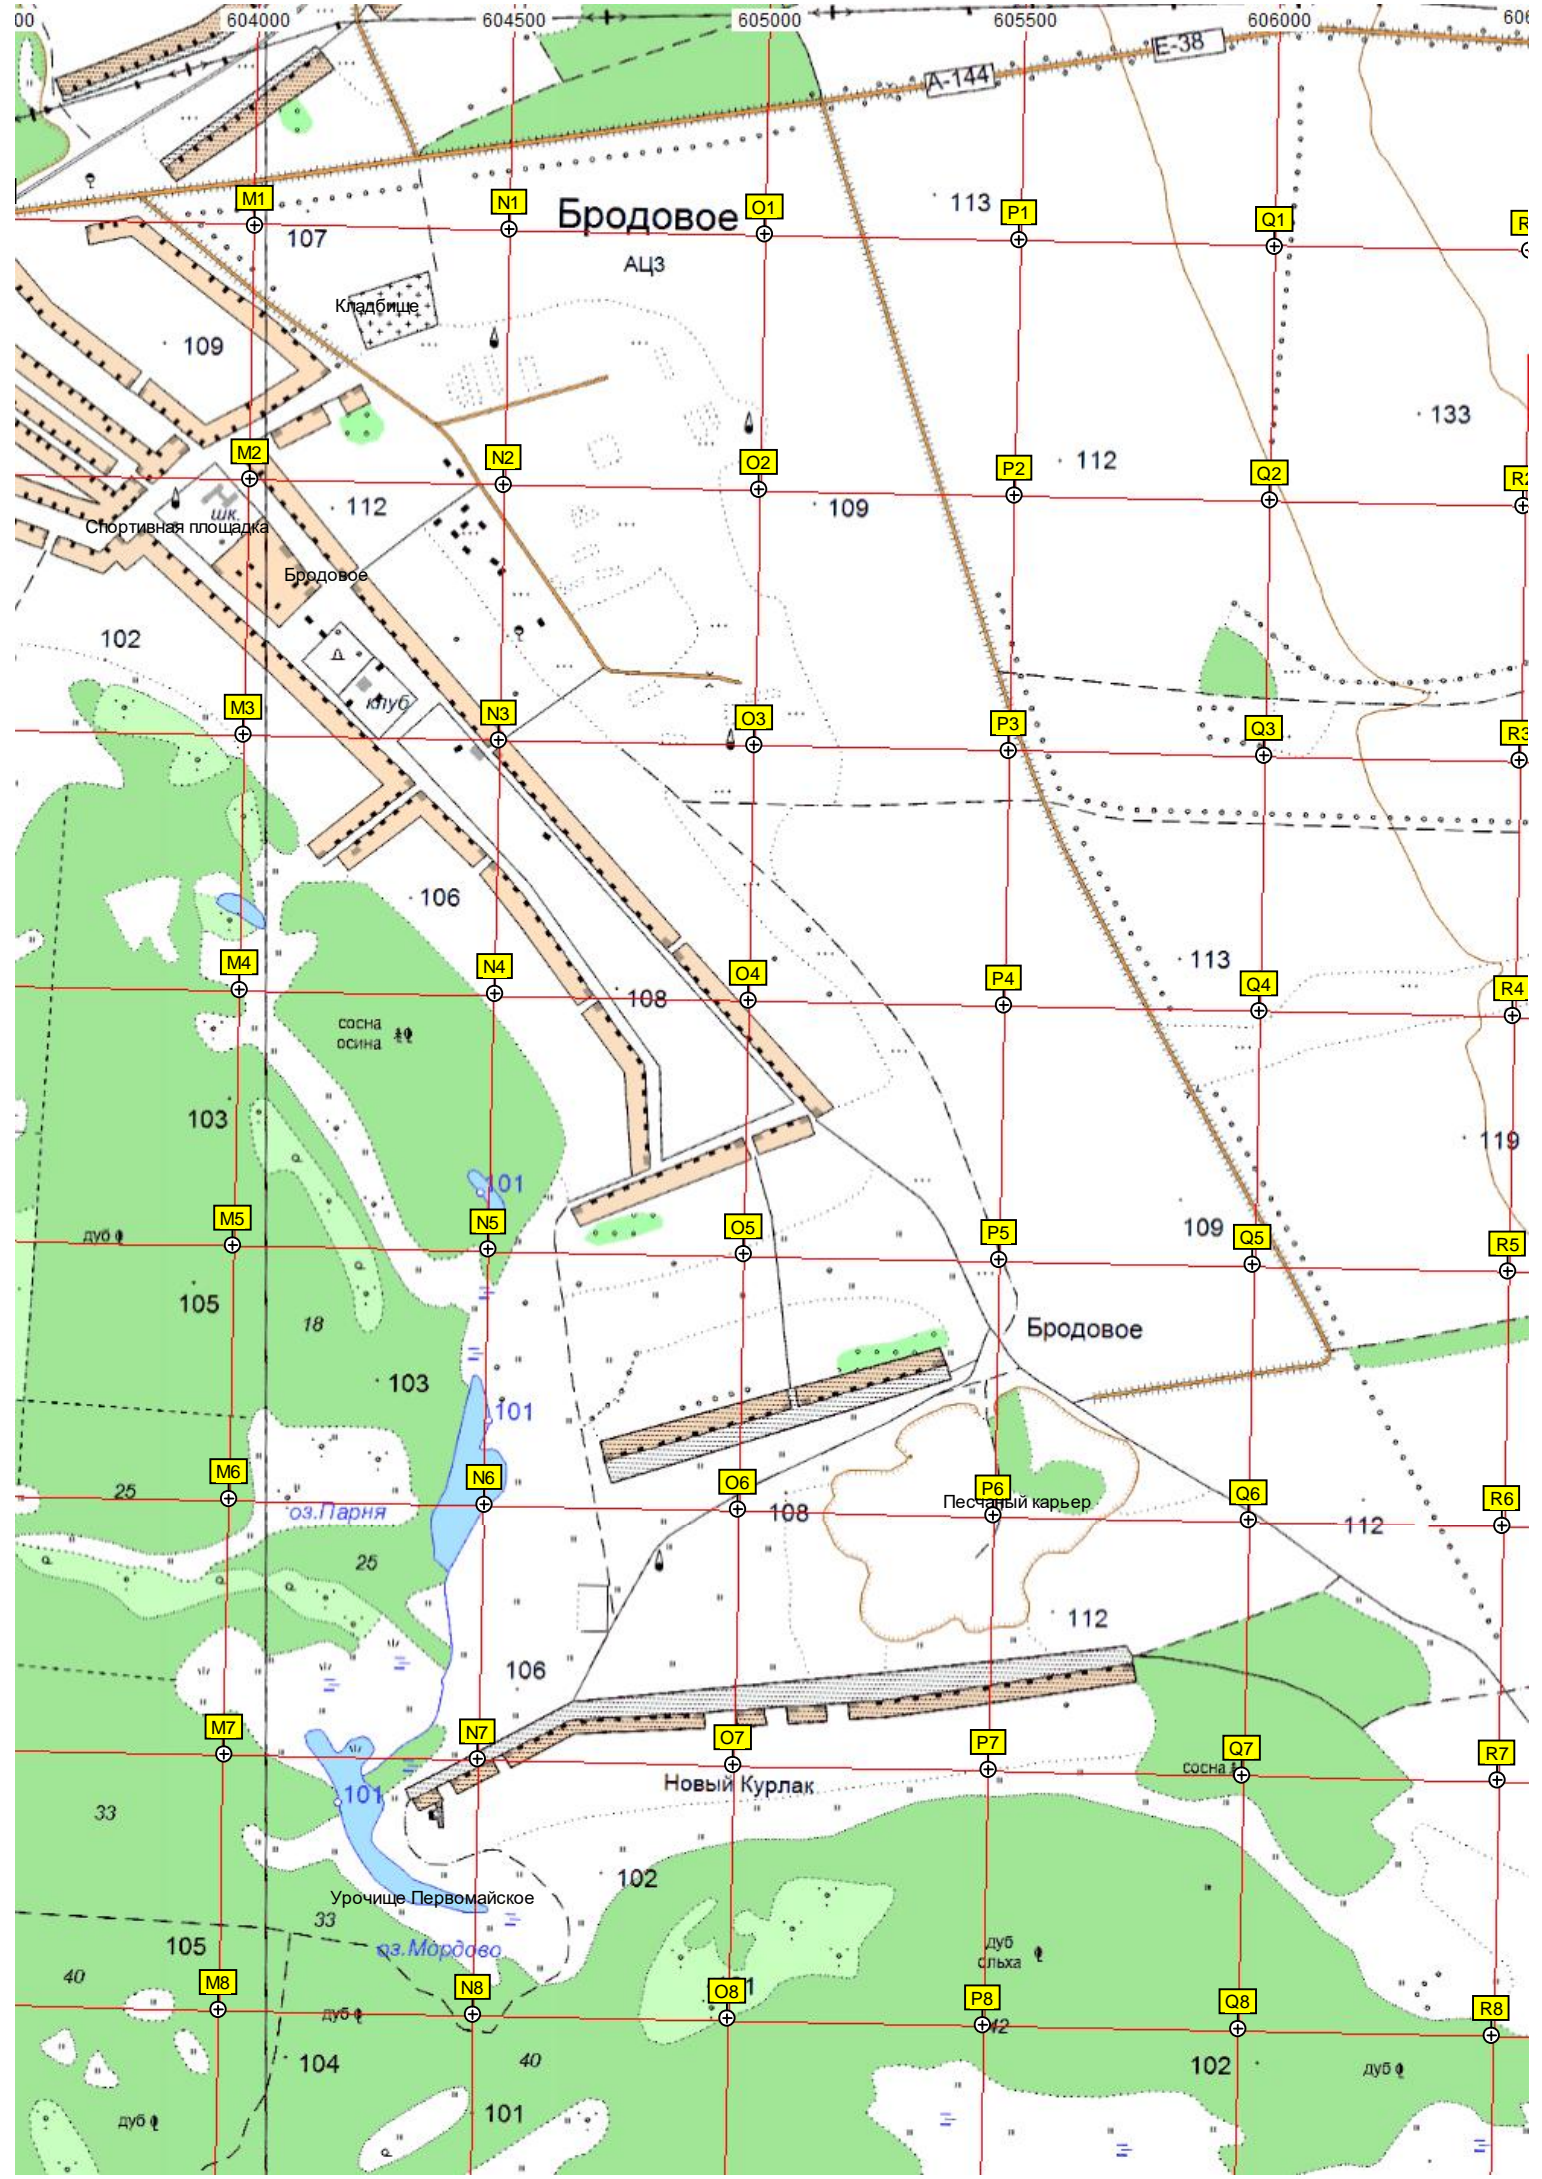 00 604000 604500 605000 605500 606000 606
E-38
A-144
M1 N1 O1 P1 Q1 R
Бродовое
113
107
АЦЗ
Кладбище
109
133
M2 N2 O2 P2 Q2 R2
112
112
109
шк.
Спортивная площадка
Бродовое
102
клуб
M3 N3 O3 P3 Q3 R3
106
113
M4 N4 O4 P4 Q4 R4
108
сосна
осина
103
119
101
M5 N5 O5 P5 Q5 R5
109
дуб
105
18
Бродовое
103
101
M6 N6 O6 P6 Q6 R6
25
Песчаный карьер
оз.Парня
108
112
25
112
106
M7 N7 O7 P7 Q7 R7
сосна
Новый Курлак
101
33
102
Урочище Первомайское
33
105
оз.Мордово
дуб
ольха
40
M8 N8 O8 P8 Q8 R8
дуб
42
104
40
102
дуб
101
дуб